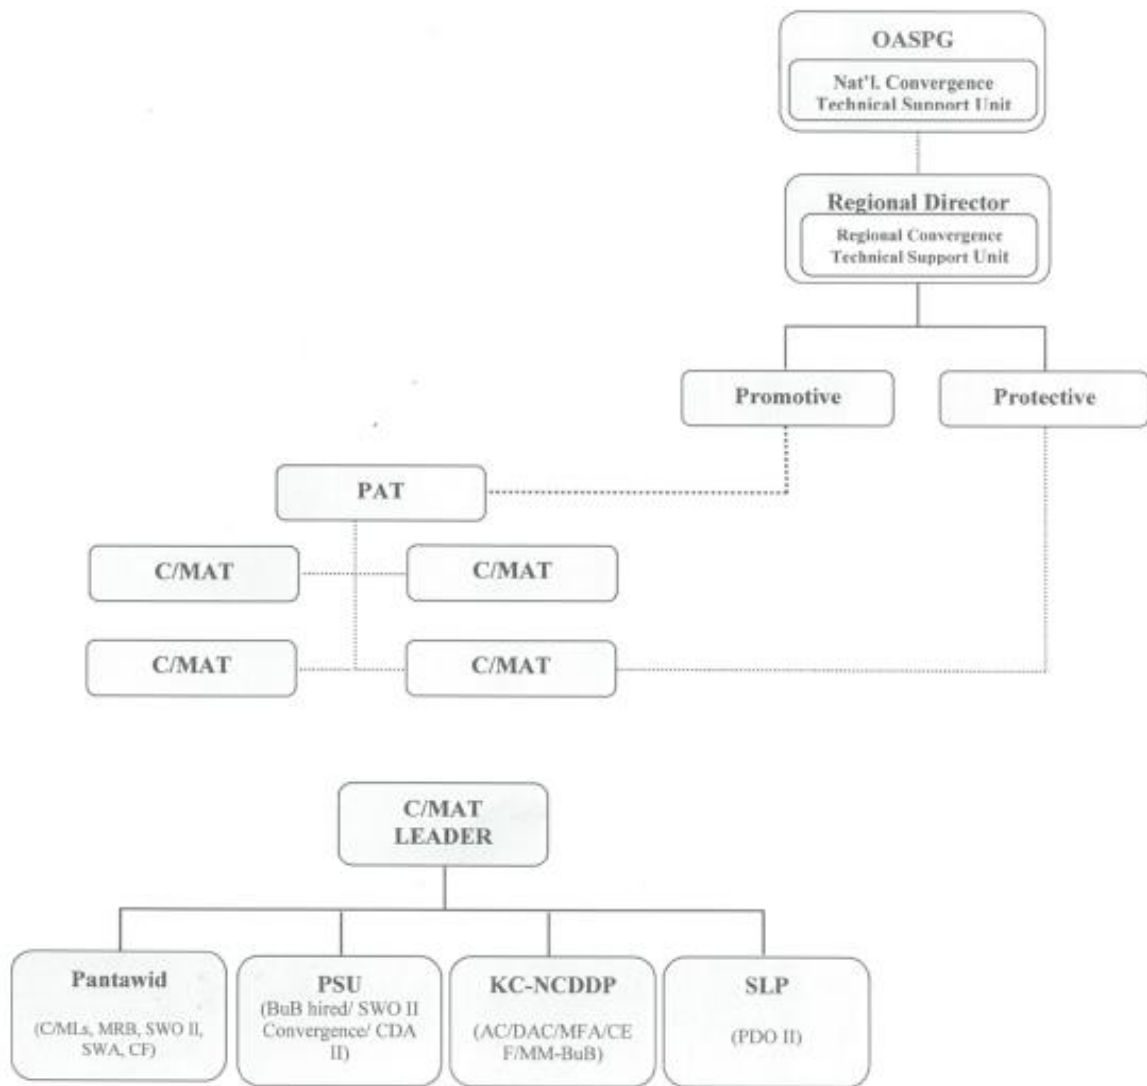 OASPG
Nat'l. Convergence
Technical Support Unit
Regional Director
Regional Convergence
Technical Support Unit
Promotive
Protective
PAT
C/MAT
C/MAT
C/MAT
C/MAT
C/MAT
LEADER
Pantawid
(C/MLs, MRB, SWO II,
SWA, CF)
PSU
(BuB hired/ SWO II
Convergence/ CDA
II)
KC-NCDDP
(AC/DAC/MFA/CE
F/MM-BuB)
SLP
(PDO II)